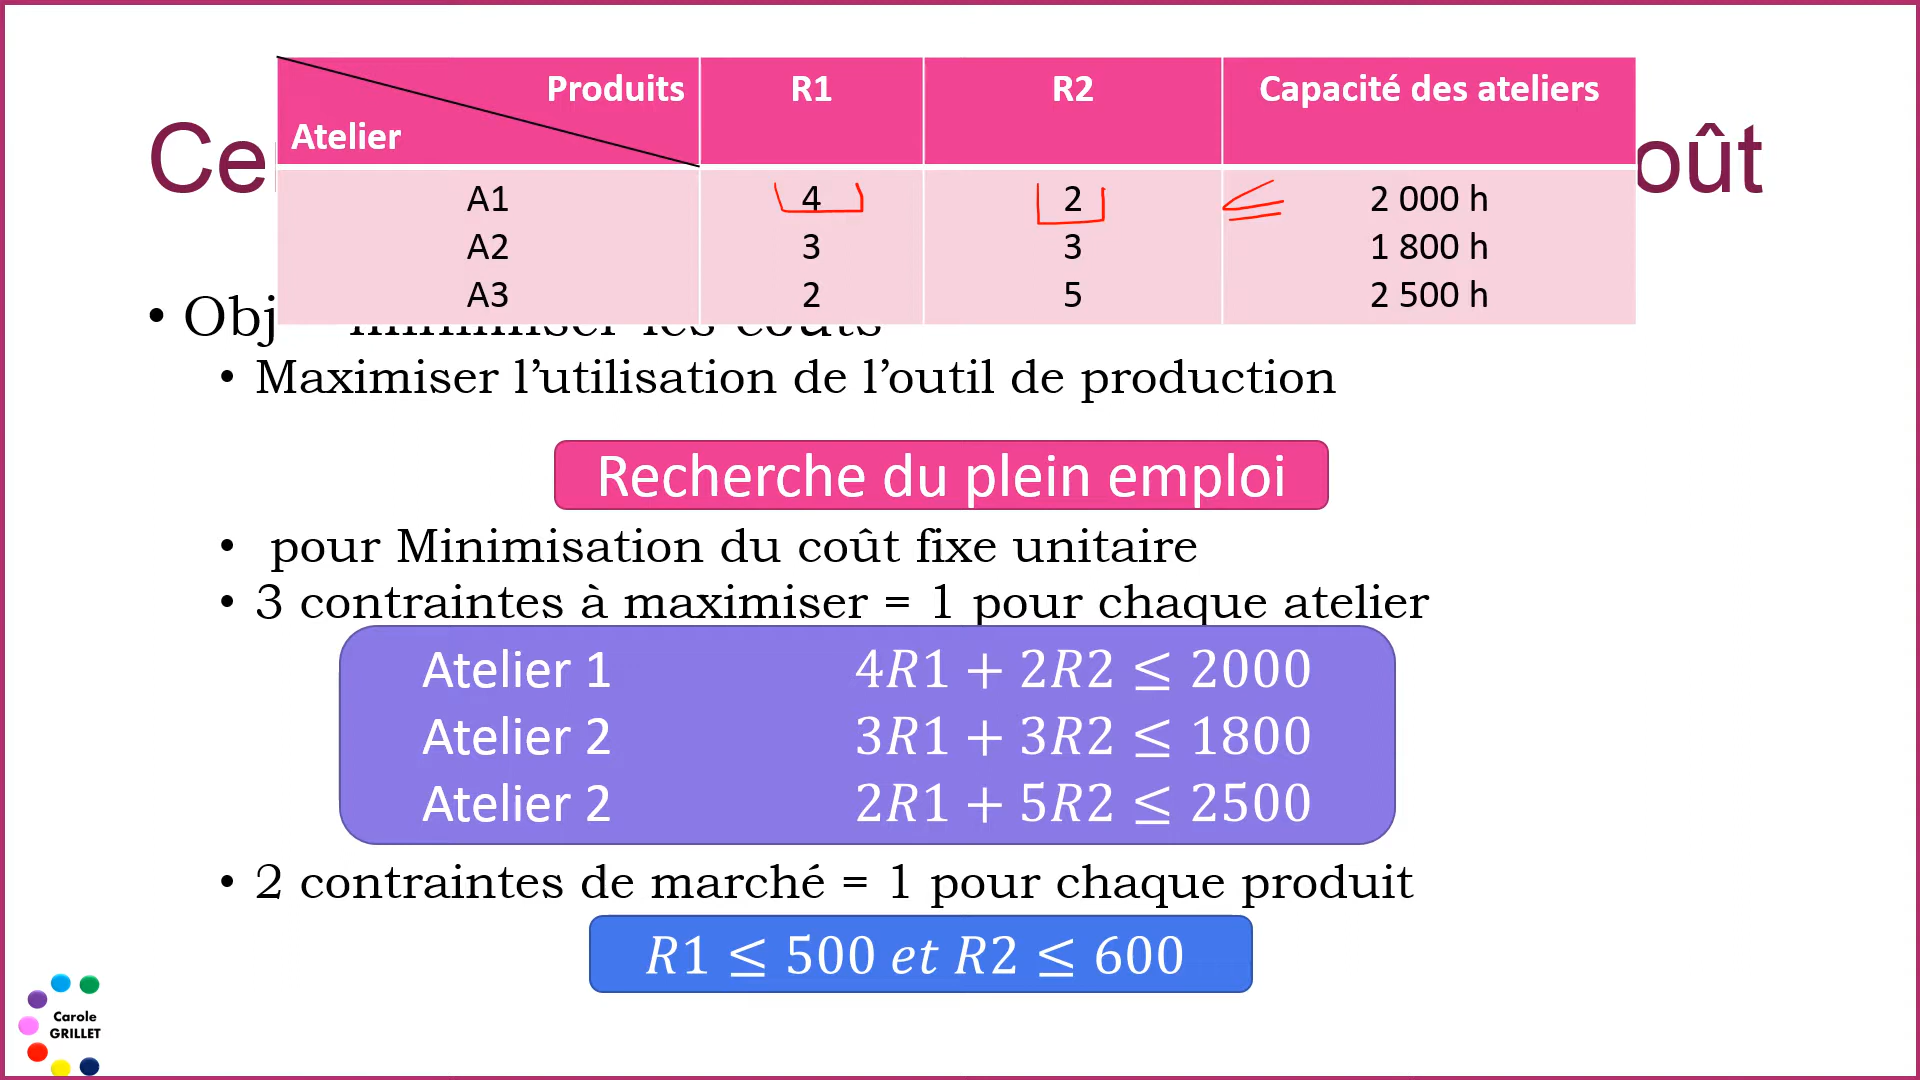 Produits R1 R2 Capacité des ateliers
Atelier
A1 4 2 2 000 h
A2 3 3 1 800 h
A3 2 5 2 500 h
Ce oût
• Obj minimiser les coûts
• Maximiser l’utilisation de l’outil de production
Recherche du plein emploi
• pour Minimisation du coût fixe unitaire
• 3 contraintes à maximiser = 1 pour chaque atelier
Atelier 1 4R1 + 2R2 ≤ 2000
Atelier 2 3R1 + 3R2 ≤ 1800
Atelier 2 2R1 + 5R2 ≤ 2500
• 2 contraintes de marché = 1 pour chaque produit
R1 ≤ 500 et R2 ≤ 600
Carole
GRILLET